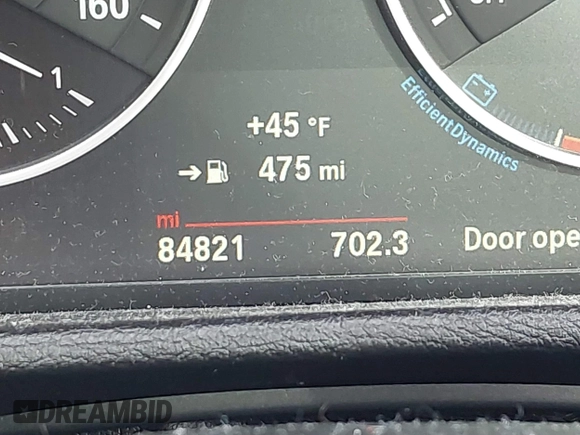 160
1
+45 °F
EfficientDynamics
→ 475 mi
mi
84821 702.3 Door ope
DREAMBID